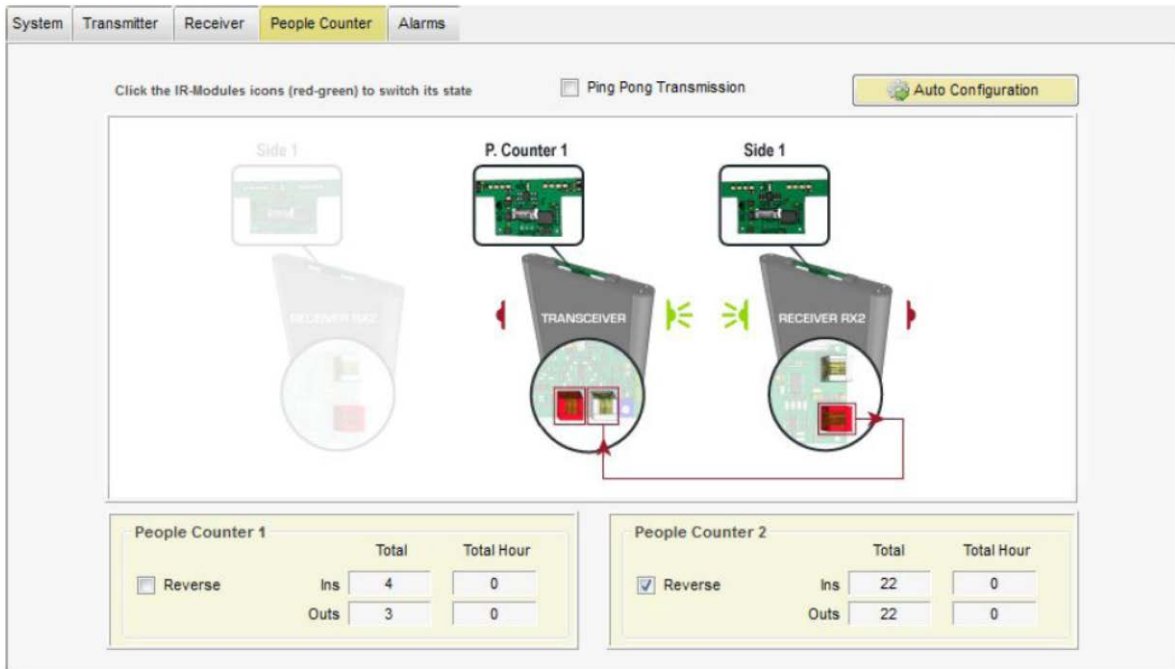 System Transmitter Receiver People Counter Alarms
Click the IR-Modules icons (red-green) to switch its state Ping Pong Transmission Auto Configuration
Side 1 P. Counter 1 Side 1
RECEIVER RX2 TRANSCEIVER RECEIVER RX2
People Counter 1 People Counter 2
Total Total Hour Total Total Hour
Reverse Ins 4 0 Reverse Ins 22 0
Outs 3 0 Outs 22 0